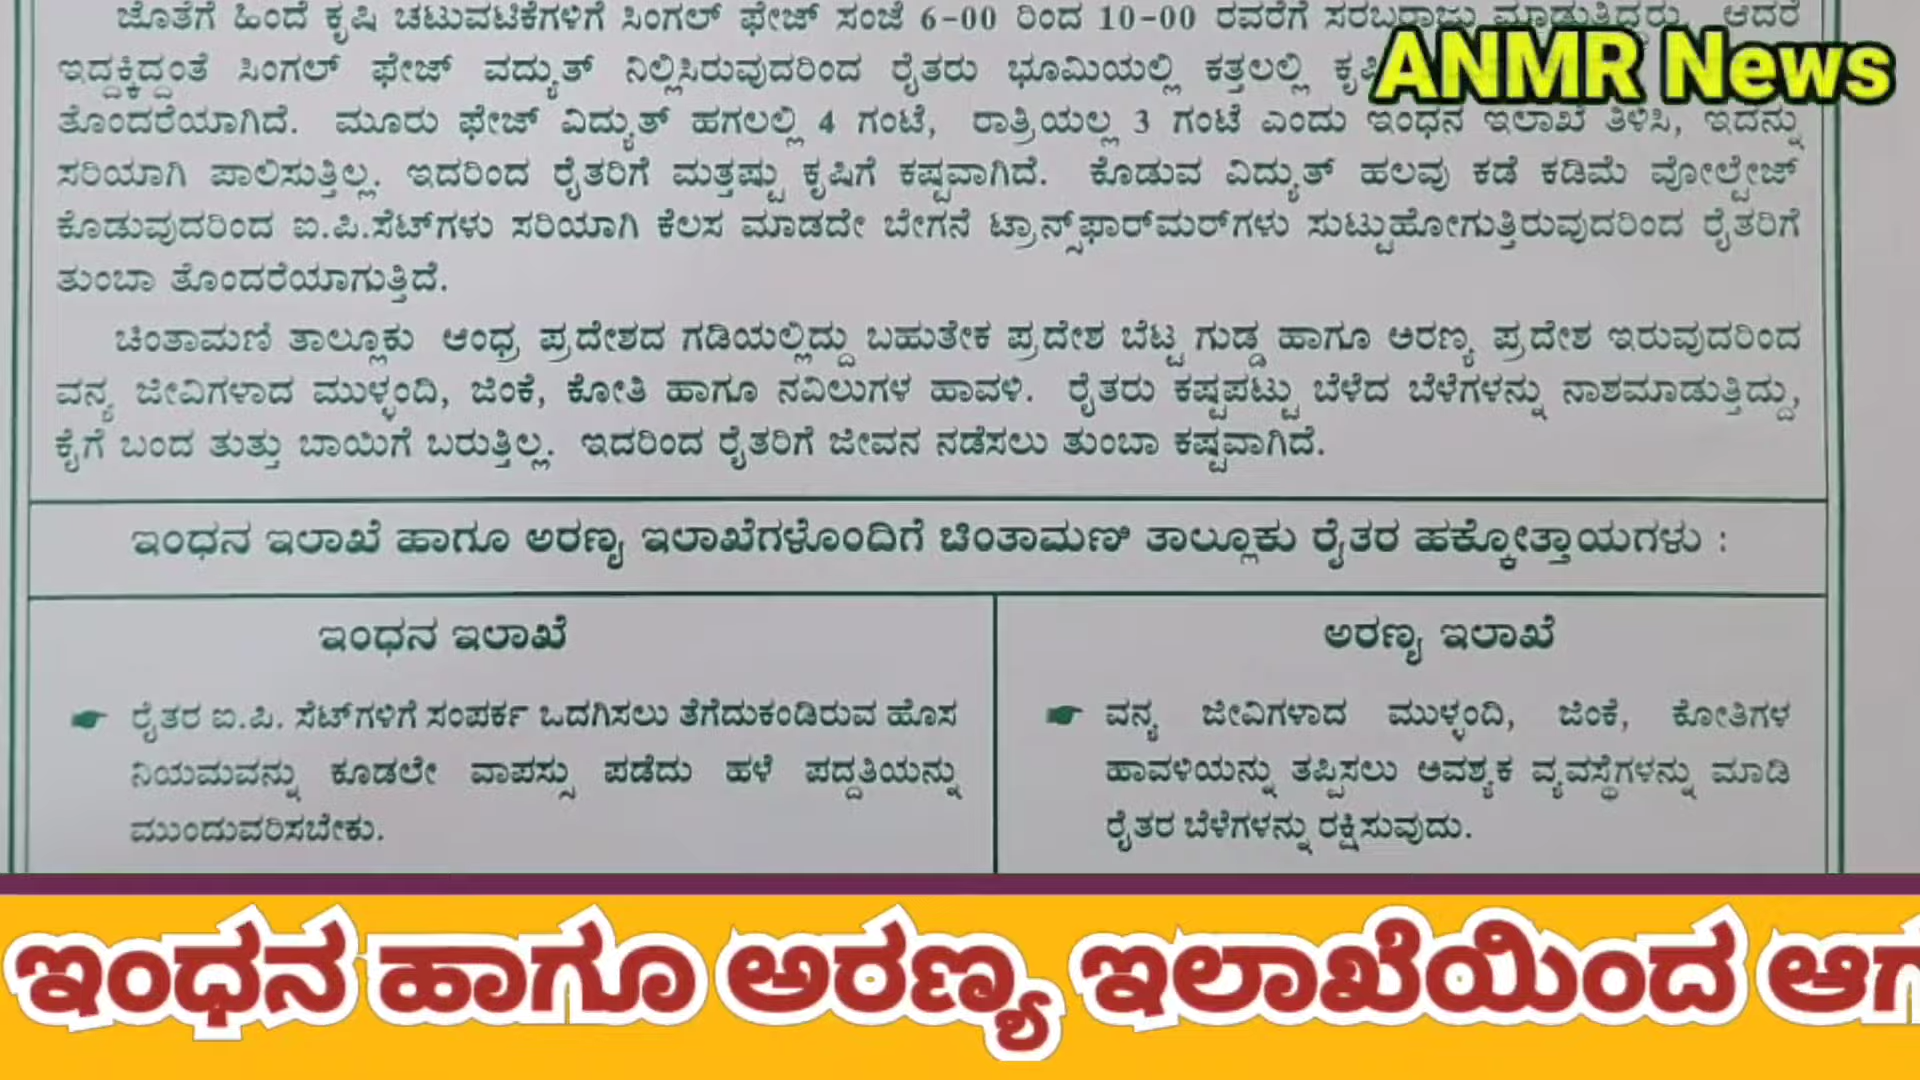 ಜೊತೆಗೆ ಹಿಂದೆ ಕೃಷಿ ಚಟುವಟಿಕೆಗಳಿಗೆ ಸಿಂಗಲ್ ಫೇಜ್ ಸಂಜೆ 6-00 ರಿಂದ 10-00 ರವರೆಗೆ ಸರಬರಾಜು ಮಾಡುತ್ತಿದ್ದರು. ಆದರೆ
ANMR News
ಇದ್ದಕ್ಕಿದ್ದಂತೆ ಸಿಂಗಲ್ ಫೇಜ್ ವದ್ಯುತ್ ನಿಲ್ಲಿಸಿರುವುದರಿಂದ ರೈತರು ಭೂಮಿಯಲ್ಲಿ ಕತ್ತಲಲ್ಲಿ
ತೊಂದರೆಯಾಗಿದೆ. ಮೂರು ಫೇಜ್ ವಿದ್ಯುತ್ ಹಗಲಲ್ಲಿ 4 ಗಂಟೆ, ರಾತ್ರಿಯಲ್ಲ 3 ಗಂಟೆ ಎಂದು ಇಂಧನ ಇಲಾಖೆ ತಿಳಿಸಿ, ಇದನ್ನು
ಸರಿಯಾಗಿ ಪಾಲಿಸುತ್ತಿಲ್ಲ. ಇದರಿಂದ ರೈತರಿಗೆ ಮತ್ತಷ್ಟು ಕೃಷಿಗೆ ಕಷ್ಟವಾಗಿದೆ. ಕೊಡುವ ವಿದ್ಯುತ್ ಹಲವು ಕಡೆ ಕಡಿಮೆ ವೋಲ್ಟೇಜ್
ಕೊಡುವುದರಿಂದ ಐ.ಪಿ.ಸೆಟ್‌ಗಳು ಸರಿಯಾಗಿ ಕೆಲಸ ಮಾಡದೇ ಬೇಗನೆ ಟ್ರಾನ್ಸ್‌ಫಾರ್‌ಮರ್‌ಗಳು ಸುಟ್ಟುಹೋಗುತ್ತಿರುವುದರಿಂದ ರೈತರಿಗೆ
ತುಂಬಾ ತೊಂದರೆಯಾಗುತ್ತಿದೆ.
ಚಿಂತಾಮಣಿ ತಾಲ್ಲೂಕು ಆಂಧ್ರ ಪ್ರದೇಶದ ಗಡಿಯಲ್ಲಿದ್ದು ಬಹುತೇಕ ಪ್ರದೇಶ ಬೆಟ್ಟ ಗುಡ್ಡ ಹಾಗೂ ಅರಣ್ಯ ಪ್ರದೇಶ ಇರುವುದರಿಂದ
ವನ್ಯ ಜೀವಿಗಳಾದ ಮುಳ್ಳಂದಿ, ಜಿಂಕೆ, ಕೋತಿ ಹಾಗೂ ನವಿಲುಗಳ ಹಾವಳಿ. ರೈತರು ಕಷ್ಟಪಟ್ಟು ಬೆಳೆದ ಬೆಳೆಗಳನ್ನು ನಾಶಮಾಡುತ್ತಿದ್ದು,
ಕೈಗೆ ಬಂದ ತುತ್ತು ಬಾಯಿಗೆ ಬರುತ್ತಿಲ್ಲ. ಇದರಿಂದ ರೈತರಿಗೆ ಜೀವನ ನಡೆಸಲು ತುಂಬಾ ಕಷ್ಟವಾಗಿದೆ.
ಇಂಧನ ಇಲಾಖೆ ಹಾಗೂ ಅರಣ್ಯ ಇಲಾಖೆಗಳೊಂದಿಗೆ ಚಿಂತಾಮಣಿ ತಾಲ್ಲೂಕು ರೈತರ ಹಕ್ಕೋತ್ತಾಯಗಳು :
ಇಂಧನ ಇಲಾಖೆ
ರೈತರ ಐ.ಪಿ. ಸೆಟ್‌ಗಳಿಗೆ ಸಂಪರ್ಕ ಒದಗಿಸಲು ತೆಗೆದುಕಂಡಿರುವ ಹೊಸ
ನಿಯಮವನ್ನು ಕೂಡಲೇ ವಾಪಸ್ಸು ಪಡೆದು ಹಳೆ ಪದ್ದತಿಯನ್ನು
ಮುಂದುವರಿಸಬೇಕು.
ಅರಣ್ಯ ಇಲಾಖೆ
ವನ್ಯ ಜೀವಿಗಳಾದ ಮುಳ್ಳಂದಿ, ಜಿಂಕೆ, ಕೋತಿಗಳ
ಹಾವಳಿಯನ್ನು ತಪ್ಪಿಸಲು ಅವಶ್ಯಕ ವ್ಯವಸ್ಥೆಗಳನ್ನು ಮಾಡಿ
ರೈತರ ಬೆಳೆಗಳನ್ನು ರಕ್ಷಿಸುವುದು.
ಇಂಧನ ಹಾಗೂ ಅರಣ್ಯ ಇಲಾಖೆಯಿಂದ